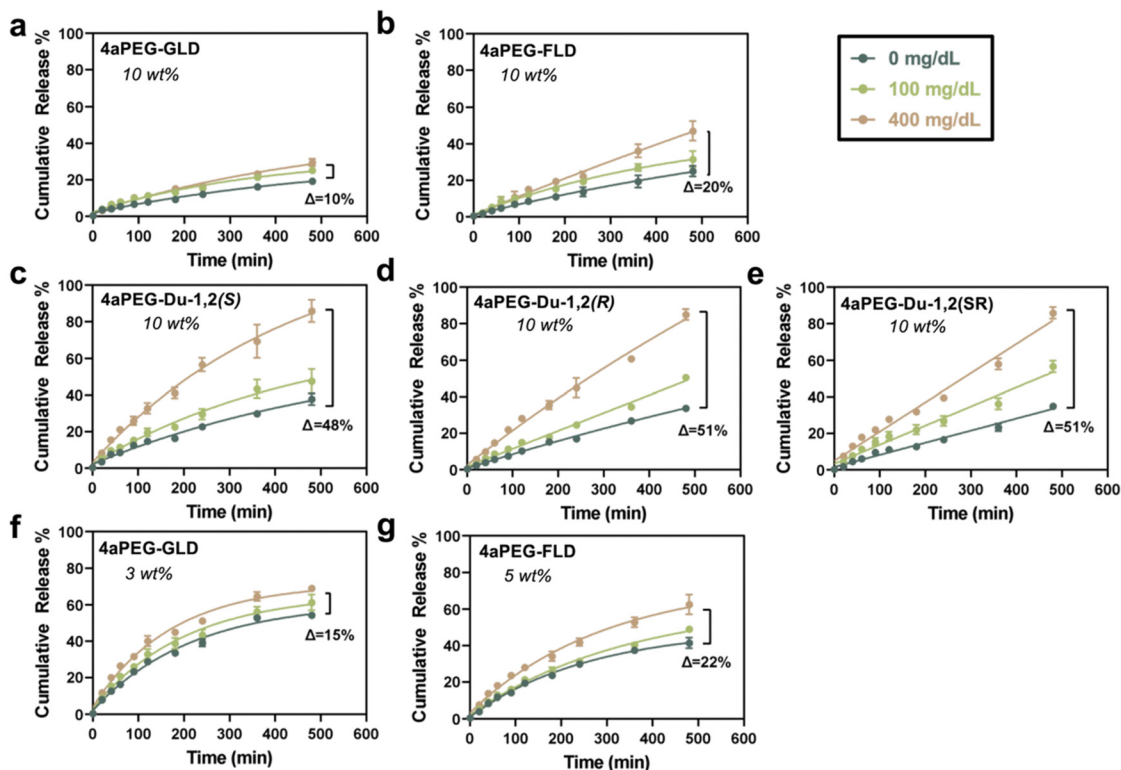 a
4aPEG-GLD
10 wt%
Cumulative Release %
100
80
60
40
20
0
Δ=10%
0 100 200 300 400 500 600
Time (min)
b
4aPEG-FLD
10 wt%
Cumulative Release %
100
80
60
40
20
0
Δ=20%
0 100 200 300 400 500 600
Time (min)
0 mg/dL
100 mg/dL
400 mg/dL
c
4aPEG-Du-1,2(S)
10 wt%
Cumulative Release %
100
80
60
40
20
0
Δ=48%
0 100 200 300 400 500 600
Time (min)
d
4aPEG-Du-1,2(R)
10 wt%
Cumulative Release %
100
80
60
40
20
0
Δ=51%
0 100 200 300 400 500 600
Time (min)
e
4aPEG-Du-1,2(SR)
10 wt%
Cumulative Release %
100
80
60
40
20
0
Δ=51%
0 100 200 300 400 500 600
Time (min)
f
4aPEG-GLD
3 wt%
Cumulative Release %
100
80
60
40
20
0
Δ=15%
0 100 200 300 400 500 600
Time (min)
g
4aPEG-FLD
5 wt%
Cumulative Release %
100
80
60
40
20
0
Δ=22%
0 100 200 300 400 500 600
Time (min)